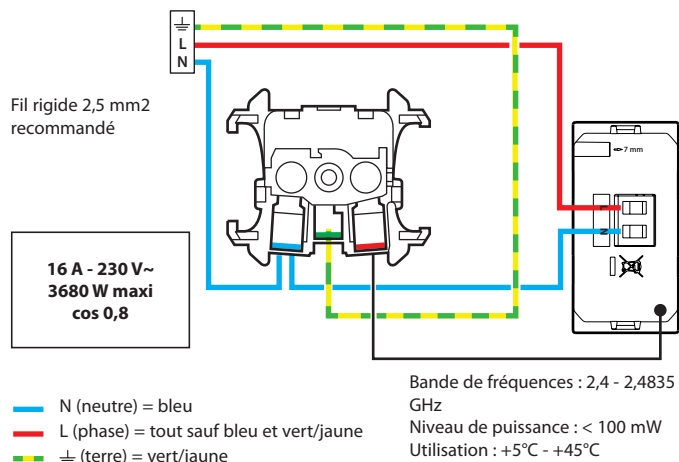 L
N
Fil rigide 2,5 mm2
recommandé
7 mm
L
N
16 A - 230 V~
3680 W maxi
cos 0,8
N (neutre) = bleu
L (phase) = tout sauf bleu et vert/jaune
⏚ (terre) = vert/jaune
Bande de fréquences : 2,4 - 2,4835
GHz
Niveau de puissance : < 100 mW
Utilisation : +5°C - +45°C